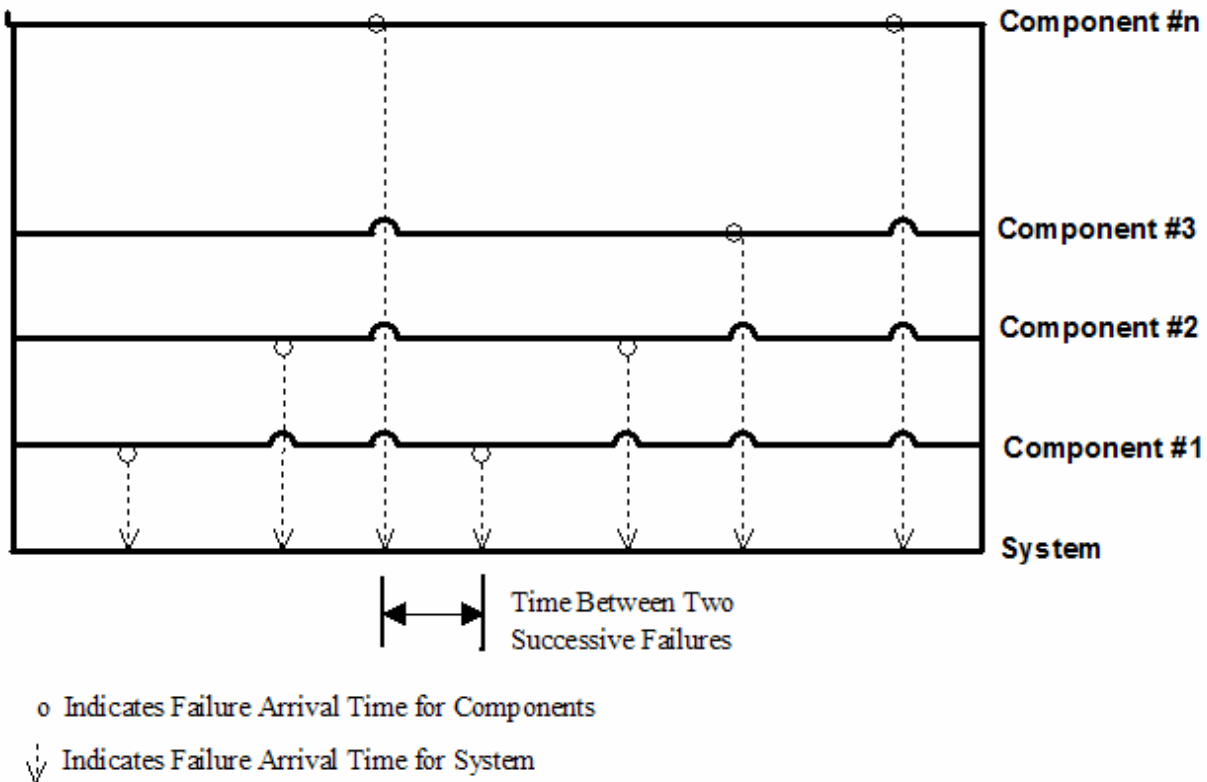 Component #n
Component #3
Component #2
Component #1
System
Time Between Two
Successive Failures
o Indicates Failure Arrival Time for Components
Indicates Failure Arrival Time for System